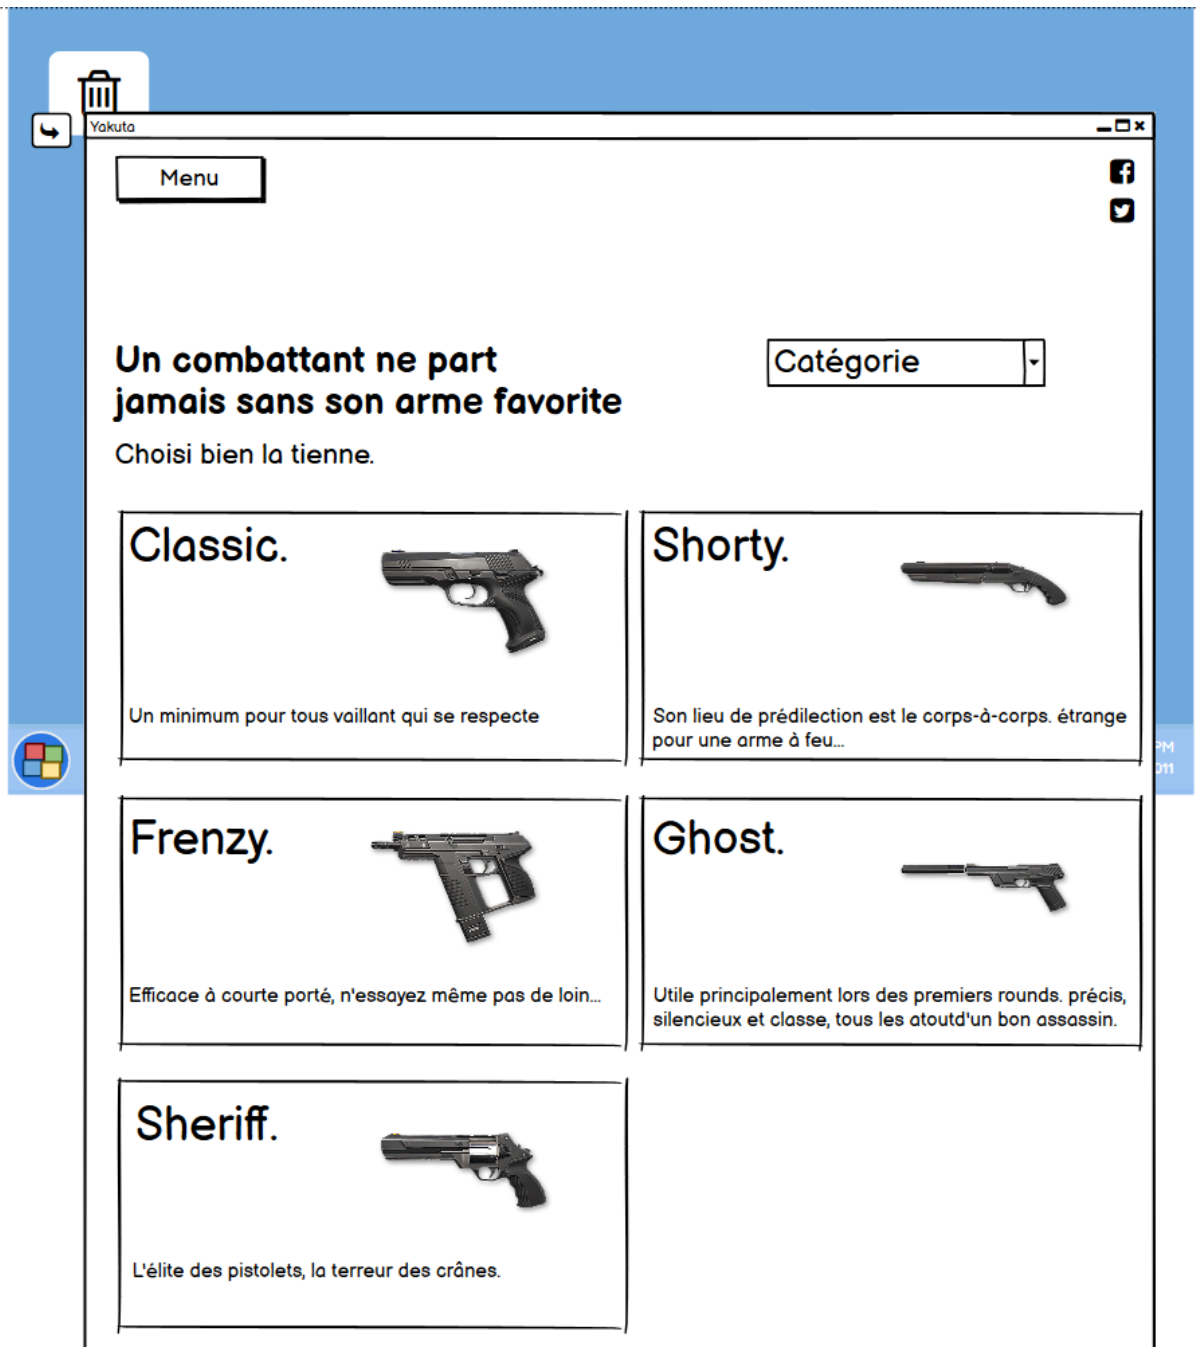 Yakuta
Menu
Un combattant ne part
jamais sans son arme favorite
Catégorie
Choisi bien la tienne.
Classic.
Un minimum pour tous vaillant qui se respecte
Shorty.
Son lieu de prédilection est le corps-à-corps. étrange
pour une arme à feu...
PM
011
Frenzy.
Efficace à courte porté, n'essayez même pas de loin...
Ghost.
Utile principalement lors des premiers rounds. précis,
silencieux et classe, tous les atoutd'un bon assassin.
Sheriff.
L'élite des pistolets, la terreur des crânes.